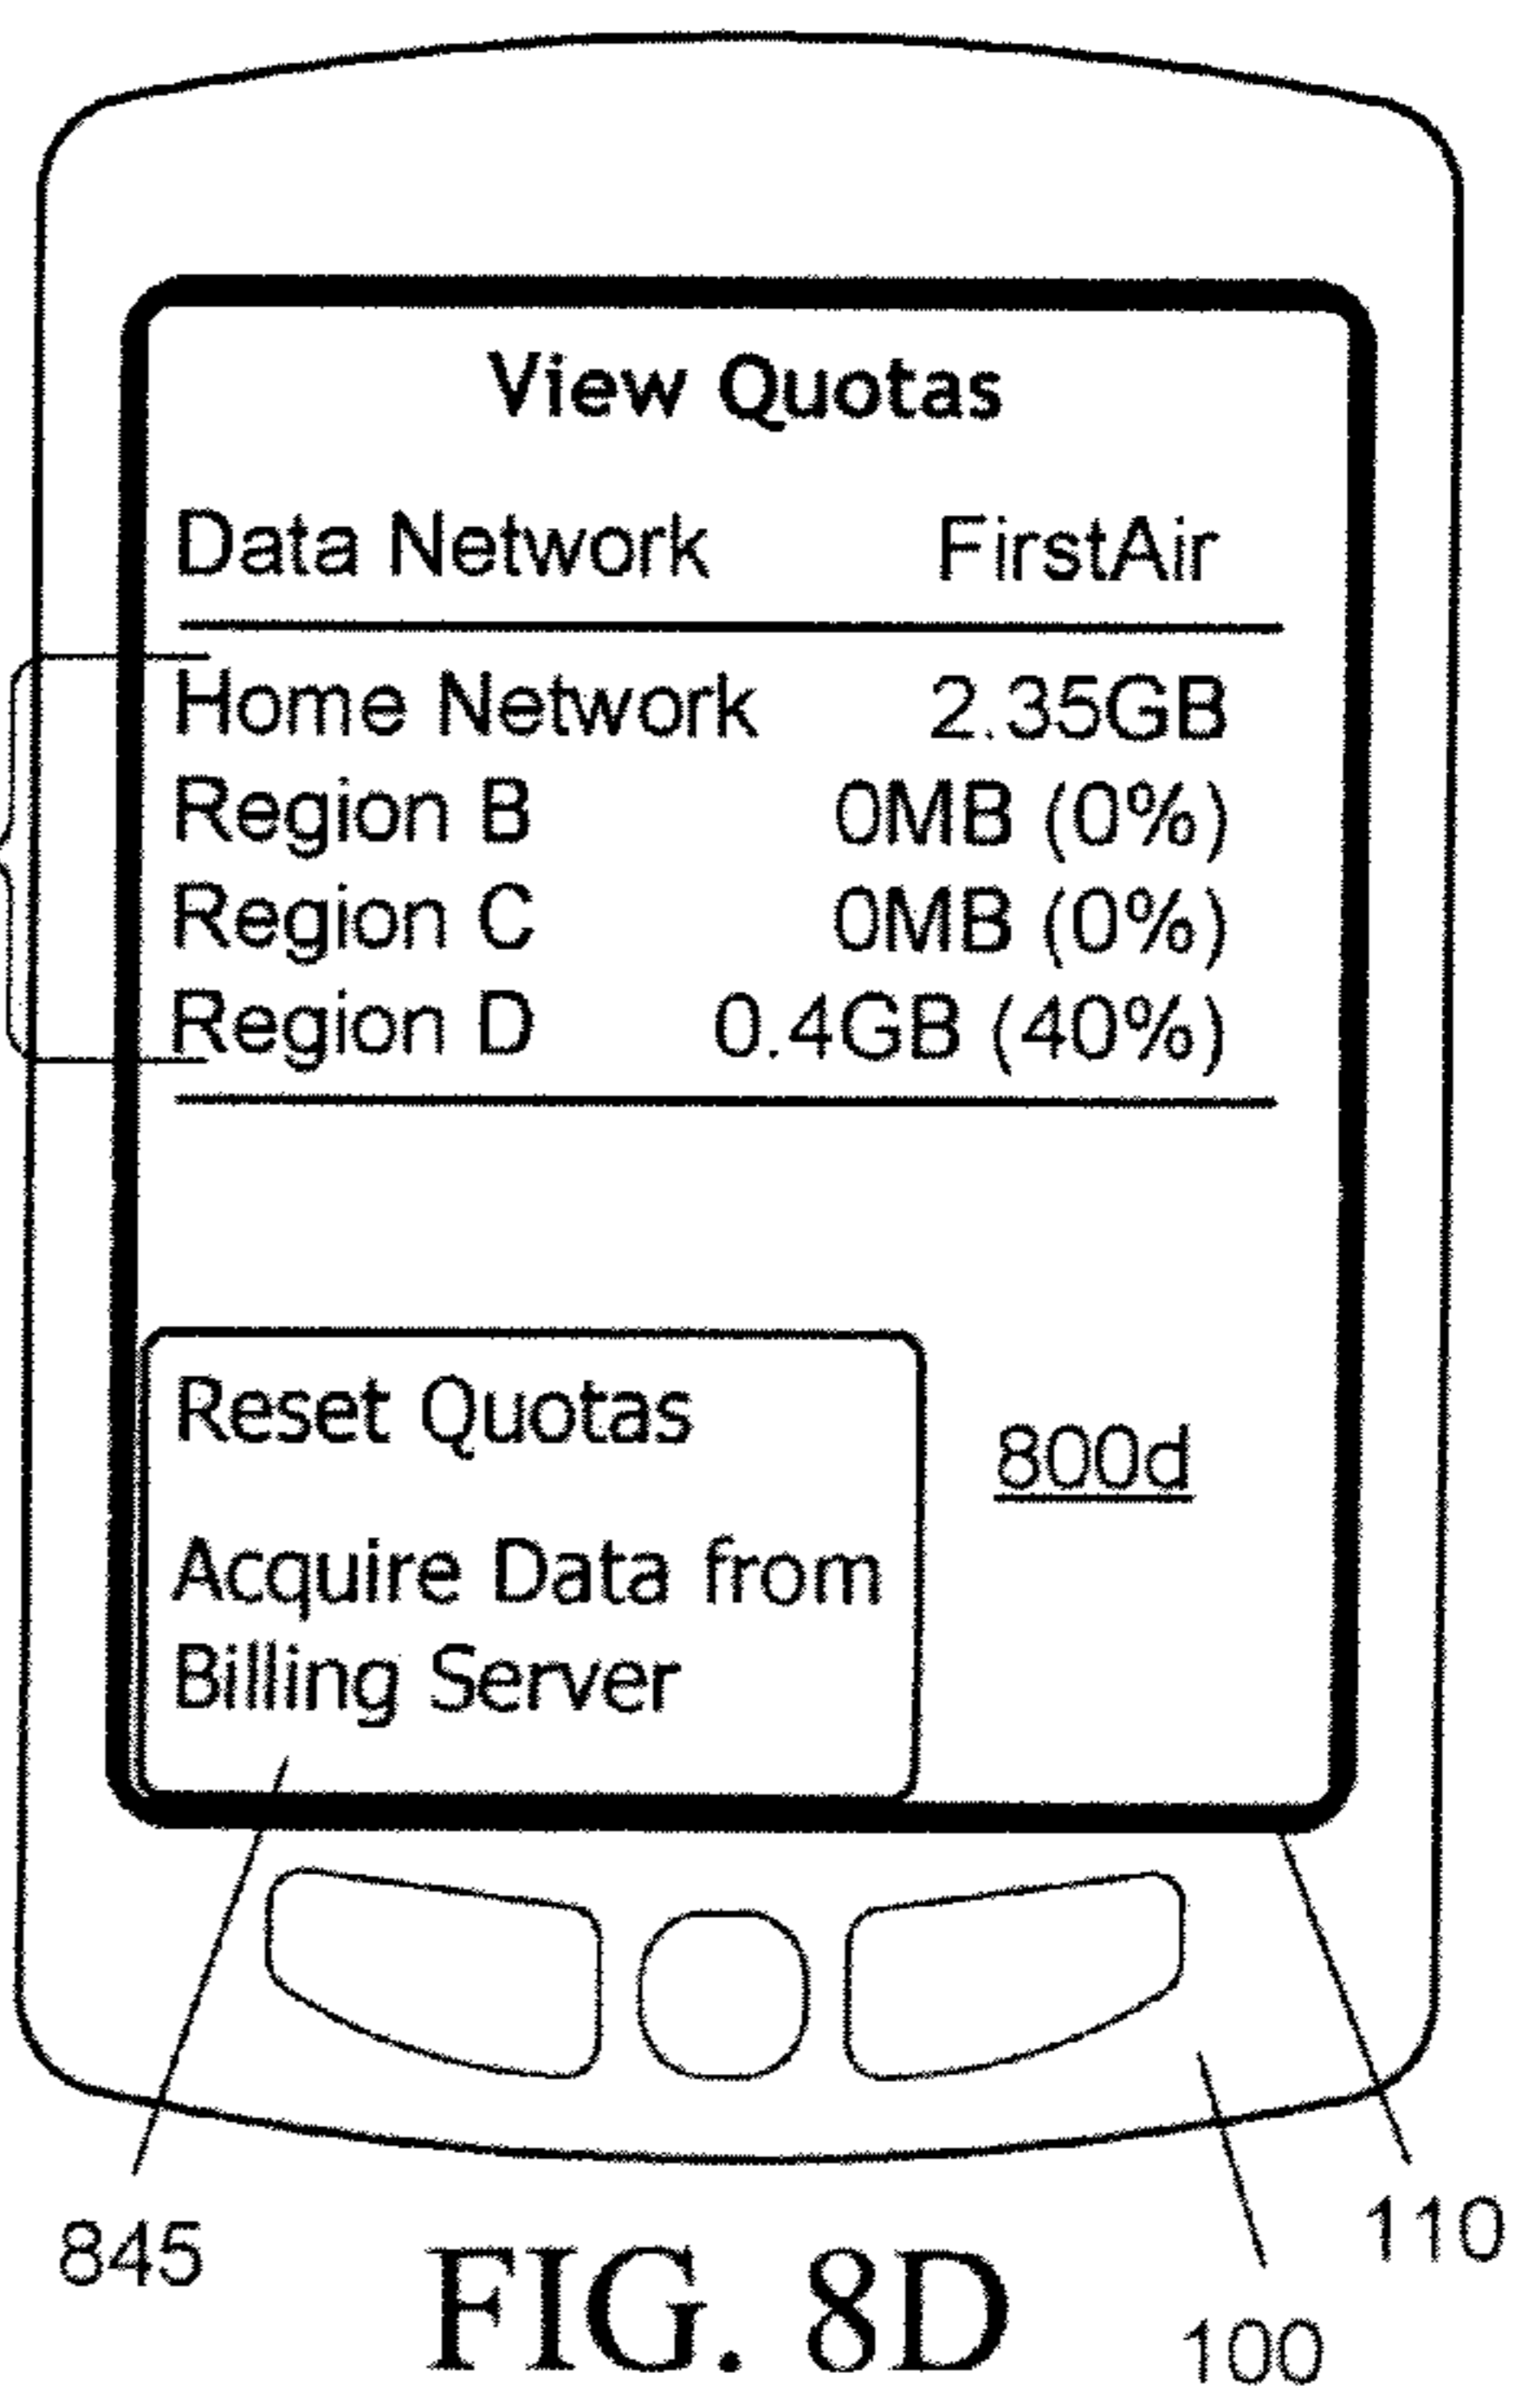 View Quotas
Data Network FirstAir
Home Network 2.35GB
Region B 0MB (0%)
Region C 0MB (0%)
Region D 0.4GB (40%)
Reset Quotas
800d
Acquire Data from
Billing Server
845
110
FIG. 8D
100